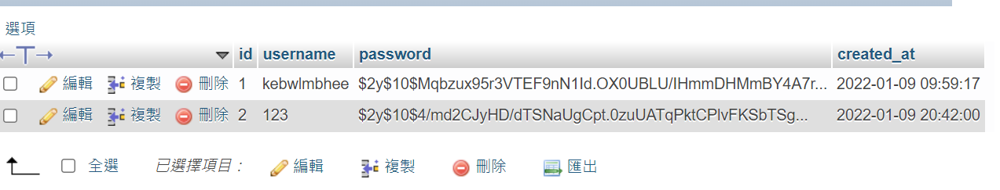 選項
id username password created_at
編輯 複製 刪除 1 kebwlmbhee $2y$10$Mqbzux95r3VTEF9nN1Id.OX0UBLU/IHmmDHMmBY4A7r... 2022-01-09 09:59:17
編輯 複製 刪除 2 123 $2y$10$4/md2CJyHD/dTSNaUgCpt.0zuUATqPktCPlvFKSbTSg... 2022-01-09 20:42:00
全選 已選擇項目： 編輯 複製 刪除 匯出